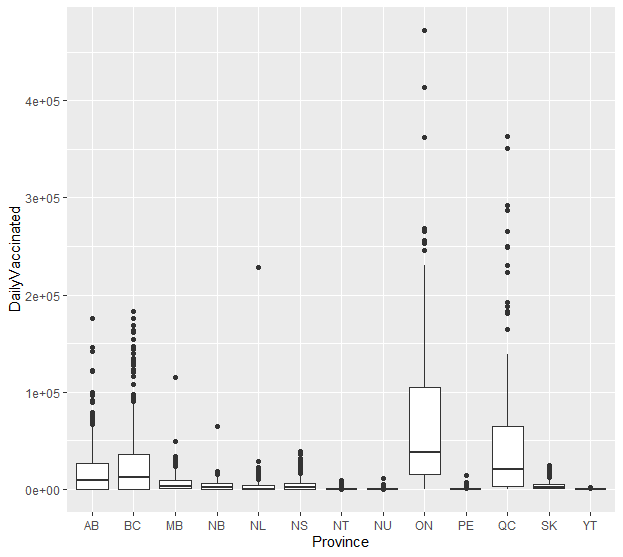 4e+05
3e+05
2e+05
1e+05
0e+00
DailyVaccinated
AB BC MB NB NL NS NT NU ON PE QC SK YT
Province